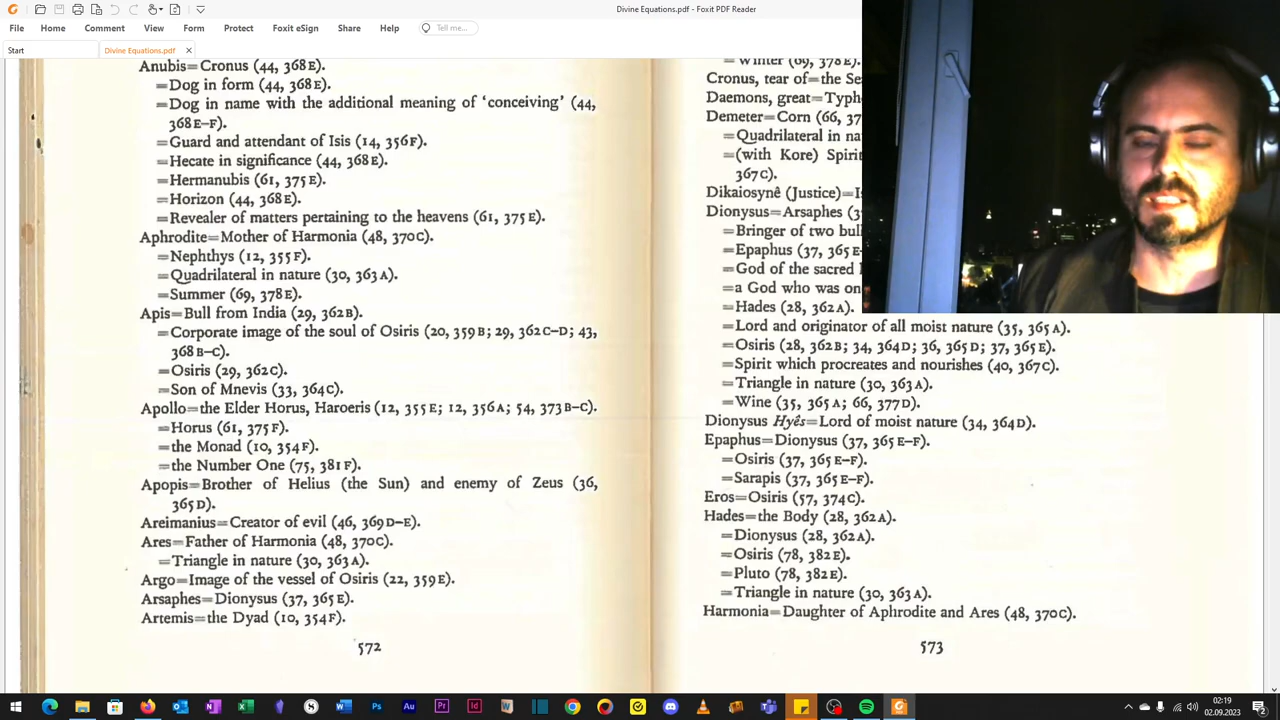 Divine Equations.pdf - Foxit PDF Reader
File Home Comment View Form Protect Foxit eSign Share Help Tell me...
Start Divine Equations.pdf
Anubis=Cronus (44, 368E).
=Dog in form (44, 368E).
=Dog in name with the additional meaning of ‘conceiving’ (44,
368E–F).
=Guard and attendant of Isis (14, 356F).
=Hecate in significance (44, 368E).
=Hermanubis (61, 375E).
=Horizon (44, 368E).
=Revealer of matters pertaining to the heavens (61, 375E).
Aphrodite=Mother of Harmonia (48, 370C).
=Nephthys (12, 355F).
=Quadrilateral in nature (30, 363A).
=Summer (69, 378E).
Apis=Bull from India (29, 362B).
=Corporate image of the soul of Osiris (20, 359B; 29, 362C–D; 43,
368B–C).
=Osiris (29, 362C).
=Son of Mnevis (33, 364C).
Apollo=the Elder Horus, Haroeris (12, 355E; 12, 356A; 54, 373B–C).
=Horus (61, 375F).
=the Monad (10, 354F).
=the Number One (75, 381F).
Apopis=Brother of Helius (the Sun) and enemy of Zeus (36,
365D).
Areimanius=Creator of evil (46, 369D–E).
Ares=Father of Harmonia (48, 370C).
=Triangle in nature (30, 363A).
Argo=Image of the vessel of Osiris (22, 359E).
Arsaphes=Dionysus (37, 365E).
Artemis=the Dyad (10, 354F).
572
=Winter (69, 378E).
Cronus, tear of=the Se
Daemons, great=Typh
Demeter=Corn (66, 37
=Quadrilateral in na
=(with Kore) Spiri
367C).
Dikaiosynê (Justice)=I
Dionysus=Arsaphes (3
=Bringer of two bul
=Epaphus (37, 365E–
=God of the sacred
=a God who was on
=Hades (28, 362A).
=Lord and originator of all moist nature (35, 365A).
=Osiris (28, 362B; 34, 364D; 36, 365D; 37, 365E).
=Spirit which procreates and nourishes (40, 367C).
=Triangle in nature (30, 363A).
=Wine (35, 365A; 66, 377D).
Dionysus Hyês=Lord of moist nature (34, 364D).
Epaphus=Dionysus (37, 365E–F).
=Osiris (37, 365E–F).
=Sarapis (37, 365E–F).
Eros=Osiris (57, 374C).
Hades=the Body (28, 362A).
=Dionysus (28, 362A).
=Osiris (78, 382E).
=Pluto (78, 382E).
=Triangle in nature (30, 363A).
Harmonia=Daughter of Aphrodite and Ares (48, 370C).
573
02:19
02.09.2023